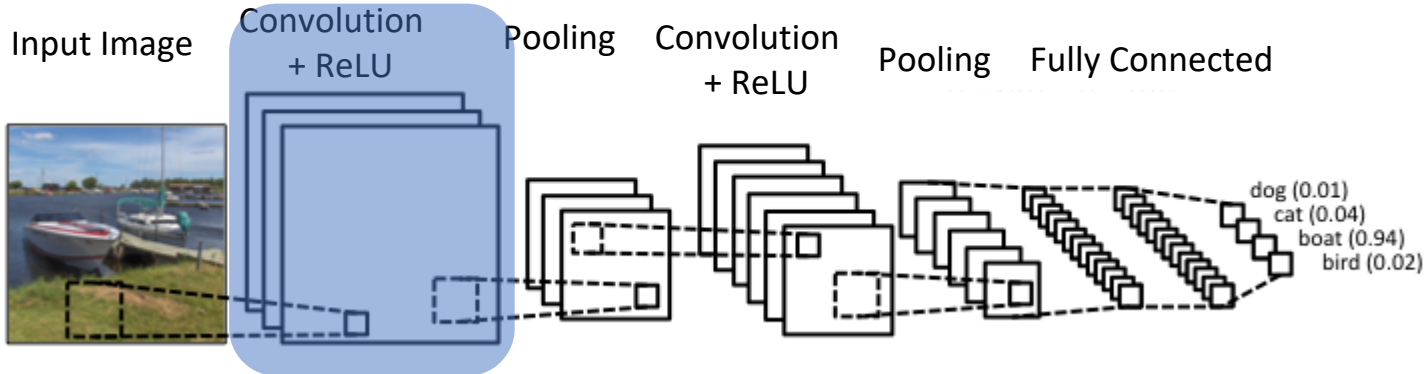 Input Image
Convolution
+ ReLU
Pooling
Convolution
+ ReLU
Pooling
Fully Connected
dog (0.01)
cat (0.04)
boat (0.94)
bird (0.02)